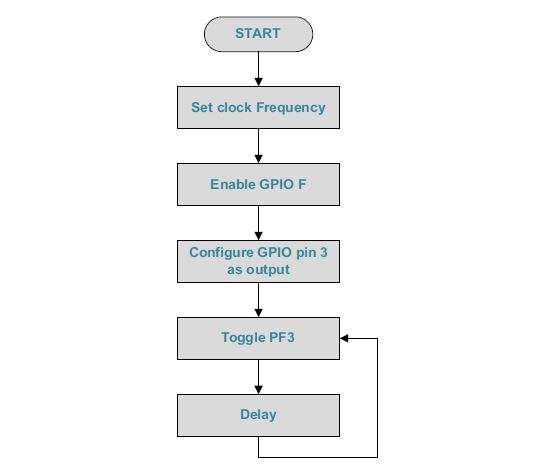 START
Set clock Frequency
Enable GPIO F
Configure GPIO pin 3
as output
Toggle PF3
Delay